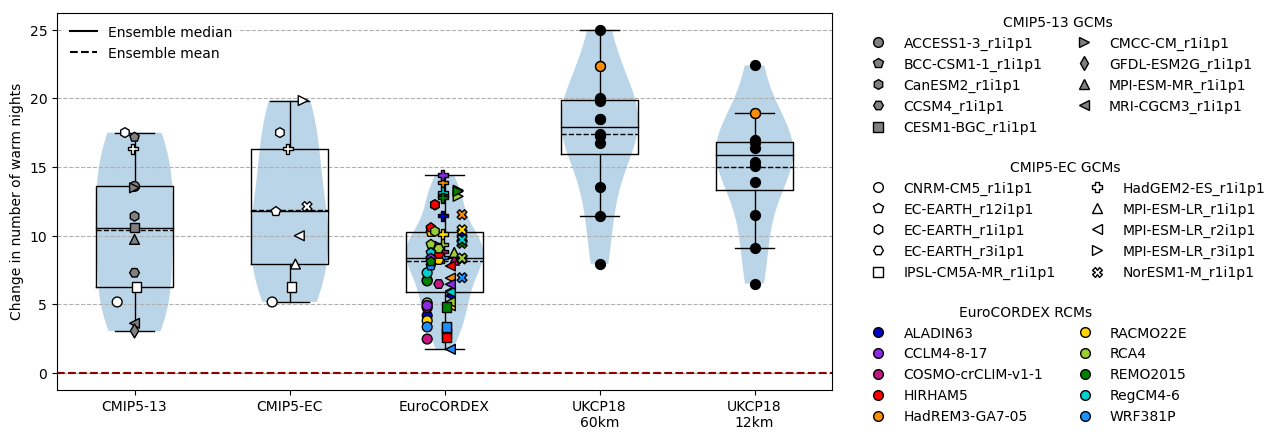 Ensemble median
Ensemble mean
Change in number of warm nights
25
20
15
10
5
0
CMIP5-13
CMIP5-EC
EuroCORDEX
UKCP18
60km
UKCP18
12km
CMIP5-13 GCMs
ACCESS1-3_r1i1p1
BCC-CSM1-1_r1i1p1
CanESM2_r1i1p1
CCSM4_r1i1p1
CESM1-BGC_r1i1p1
CMCC-CM_r1i1p1
GFDL-ESM2G_r1i1p1
MPI-ESM-MR_r1i1p1
MRI-CGCM3_r1i1p1
CMIP5-EC GCMs
CNRM-CM5_r1i1p1
EC-EARTH_r12i1p1
EC-EARTH_r1i1p1
EC-EARTH_r3i1p1
IPSL-CM5A-MR_r1i1p1
HadGEM2-ES_r1i1p1
MPI-ESM-LR_r1i1p1
MPI-ESM-LR_r2i1p1
MPI-ESM-LR_r3i1p1
NorESM1-M_r1i1p1
EuroCORDEX RCMs
ALADIN63
CCLM4-8-17
COSMO-crCLIM-v1-1
HIRHAM5
HadREM3-GA7-05
RACMO22E
RCA4
REMO2015
RegCM4-6
WRF381P